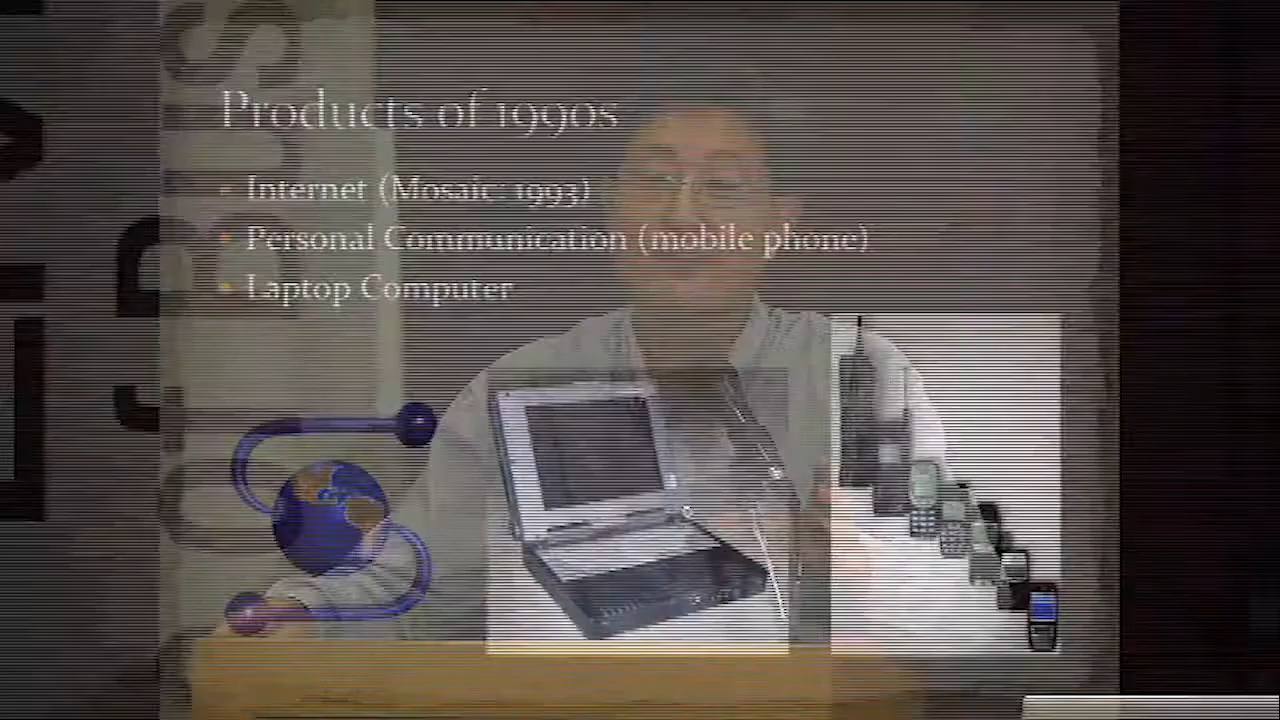 Products of 1990s
Internet (Mosaic: 1993)
Personal Communication (mobile phone)
Laptop Computer